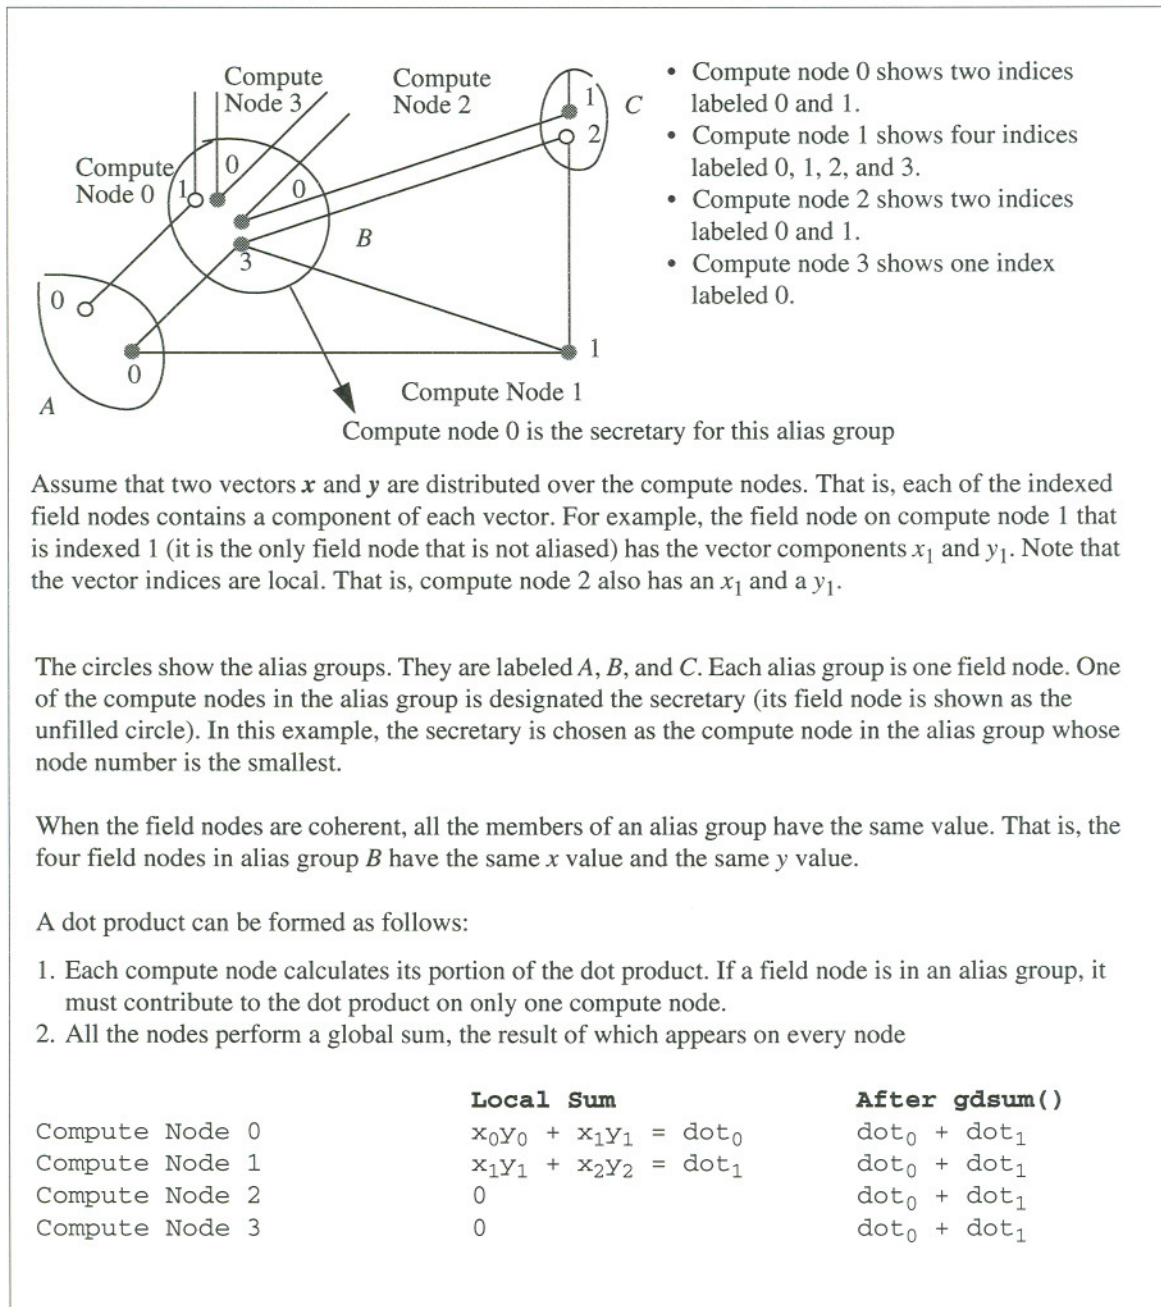 Compute
Node 3
Compute
Node 2
Compute
Node 0
1
0
0
3
B
1
2
C
0
0
A
1
Compute Node 1
Compute node 0 is the secretary for this alias group
• Compute node 0 shows two indices
labeled 0 and 1.
• Compute node 1 shows four indices
labeled 0, 1, 2, and 3.
• Compute node 2 shows two indices
labeled 0 and 1.
• Compute node 3 shows one index
labeled 0.
Assume that two vectors x and y are distributed over the compute nodes. That is, each of the indexed
field nodes contains a component of each vector. For example, the field node on compute node 1 that
is indexed 1 (it is the only field node that is not aliased) has the vector components x₁ and y₁. Note that
the vector indices are local. That is, compute node 2 also has an x₁ and a y₁.
The circles show the alias groups. They are labeled A, B, and C. Each alias group is one field node. One
of the compute nodes in the alias group is designated the secretary (its field node is shown as the
unfilled circle). In this example, the secretary is chosen as the compute node in the alias group whose
node number is the smallest.
When the field nodes are coherent, all the members of an alias group have the same value. That is, the
four field nodes in alias group B have the same x value and the same y value.
A dot product can be formed as follows:
1. Each compute node calculates its portion of the dot product. If a field node is in an alias group, it
must contribute to the dot product on only one compute node.
2. All the nodes perform a global sum, the result of which appears on every node
Local Sum After gdsum()
Compute Node 0 x₀y₀ + x₁y₁ = dot₀ dot₀ + dot₁
Compute Node 1 x₁y₁ + x₂y₂ = dot₁ dot₀ + dot₁
Compute Node 2 0 dot₀ + dot₁
Compute Node 3 0 dot₀ + dot₁